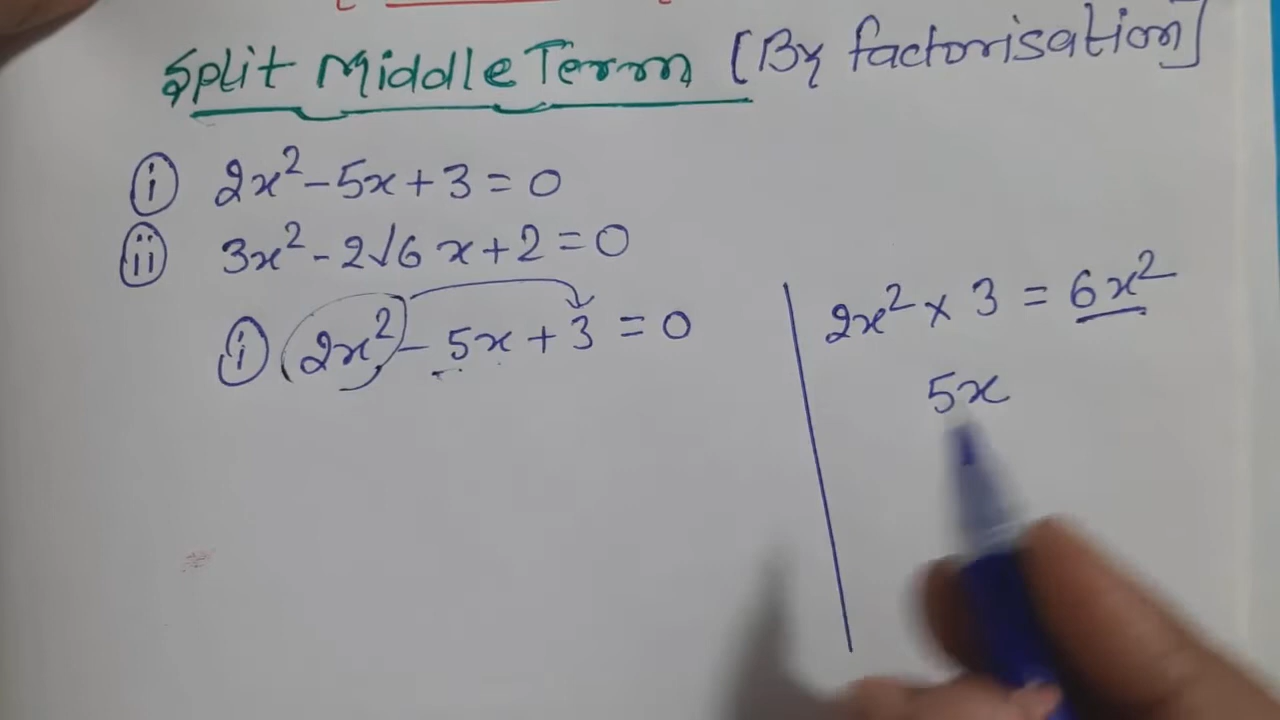 Split Middle Term [By factorisation]
(i) 2x² - 5x + 3 = 0
(ii) 3x² - 2√6 x + 2 = 0
(i) 2x² - 5x + 3 = 0
2x² × 3 = 6x²
5x